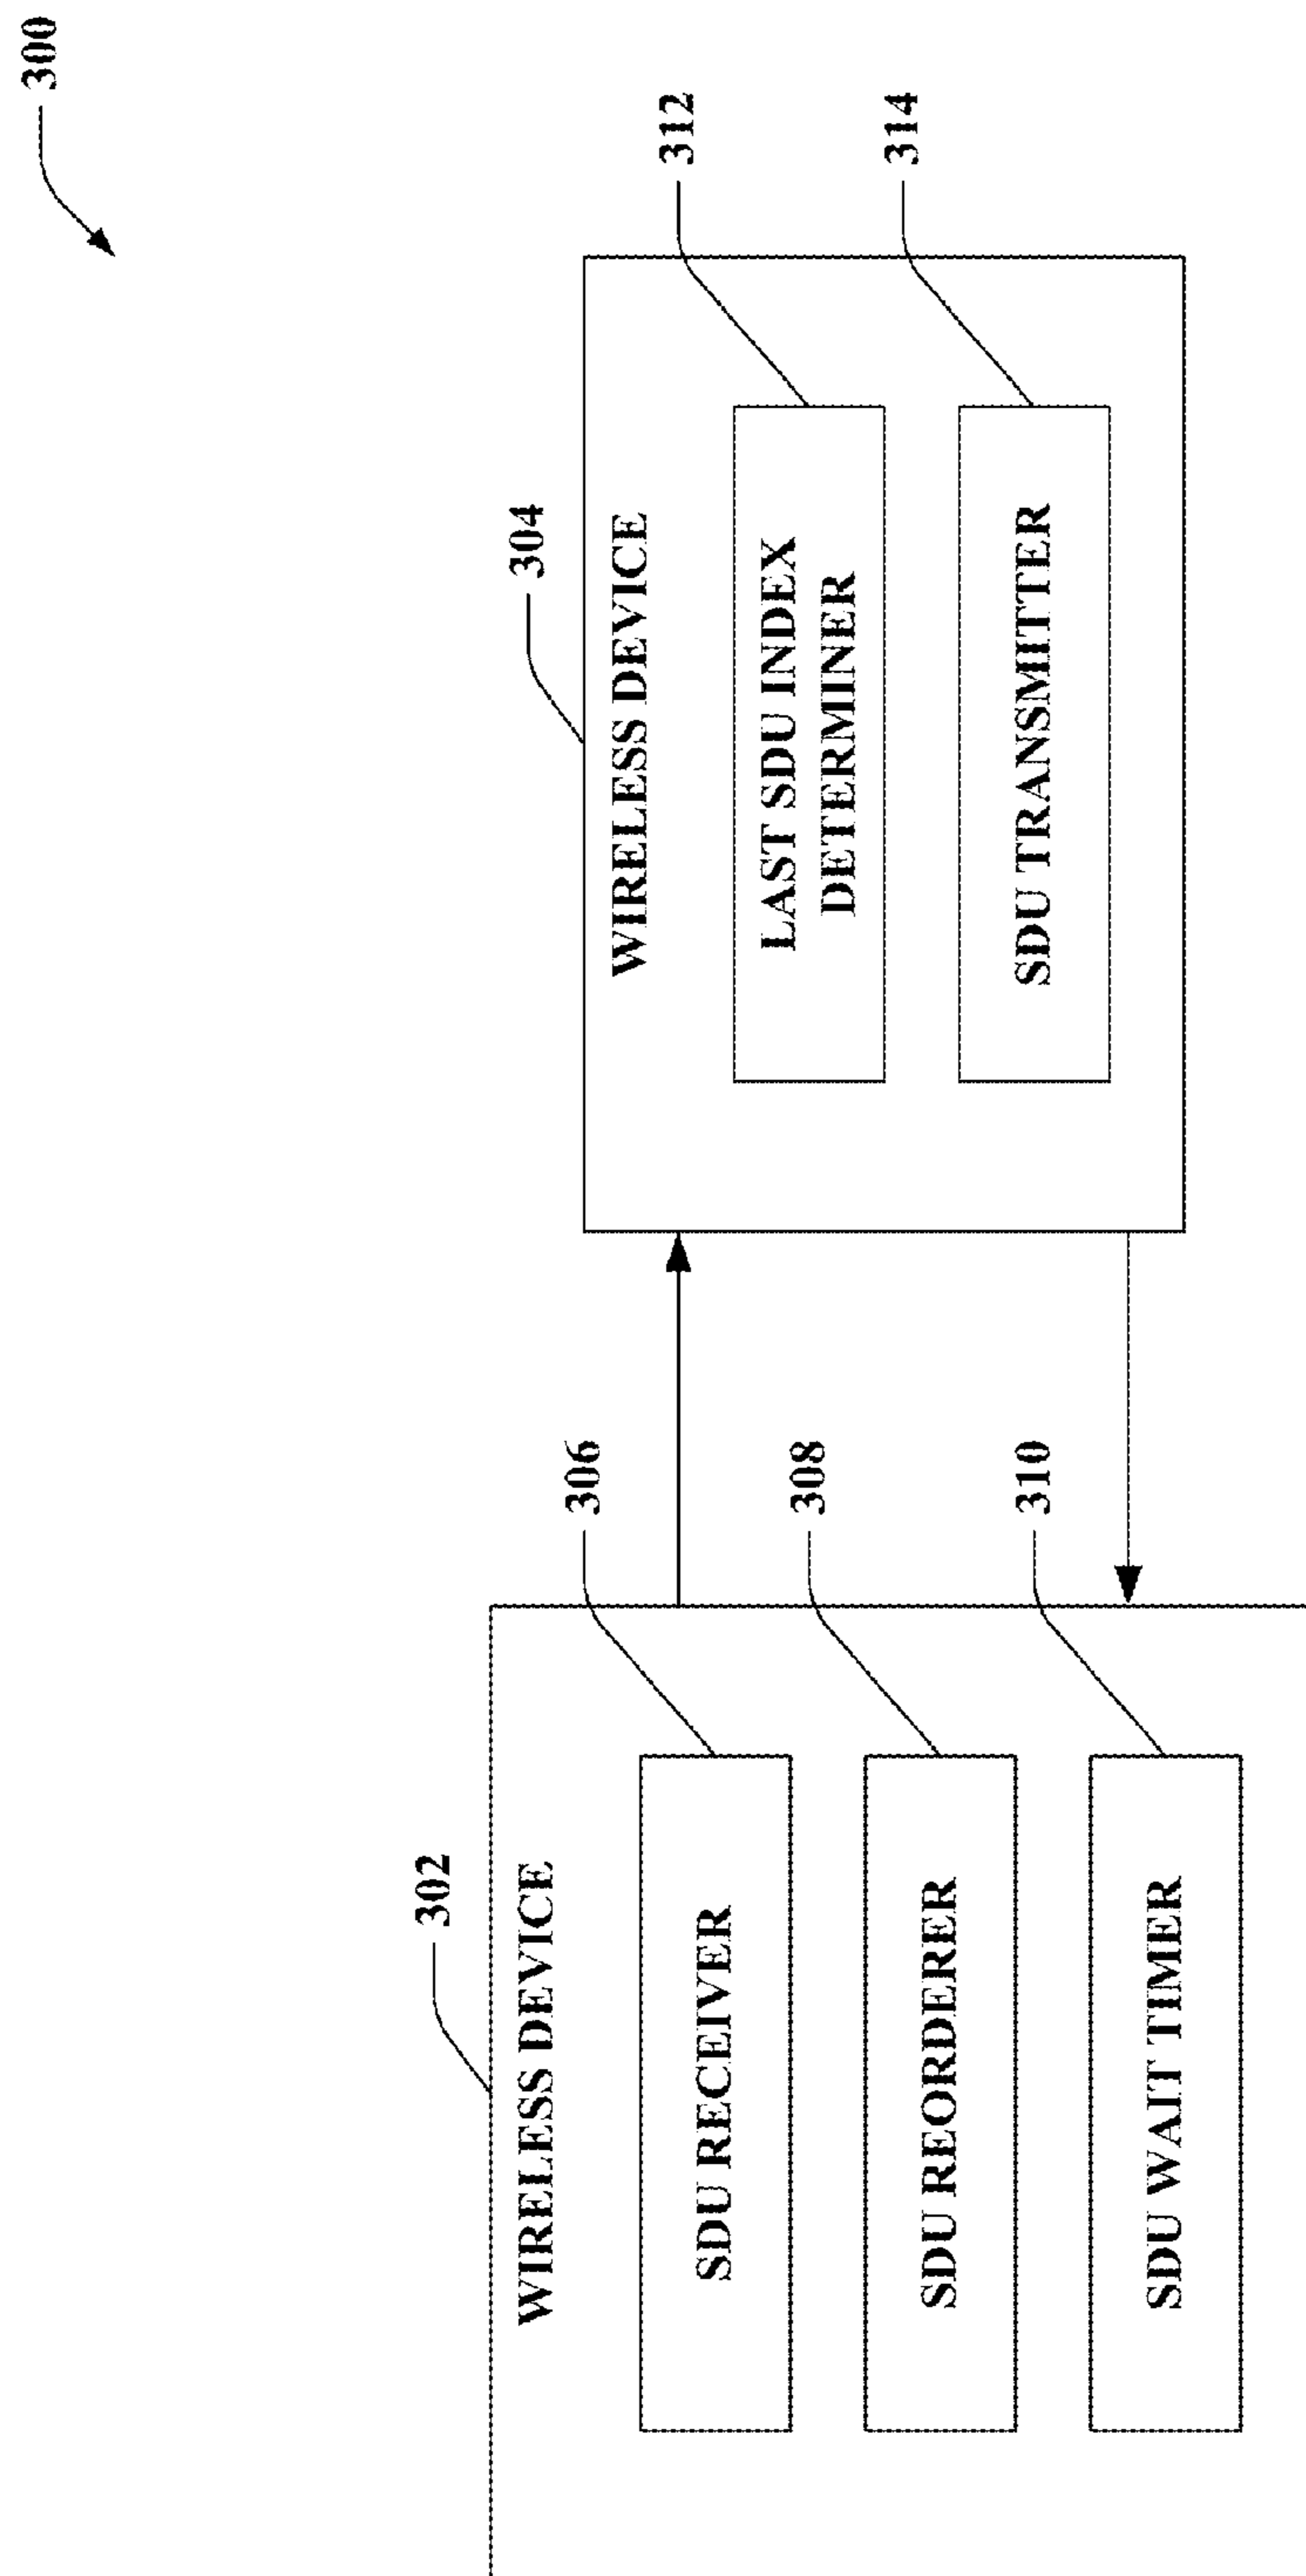 300
302
WIRELESS DEVICE
306
SDU RECEIVER
308
SDU REORDERER
310
SDU WAIT TIMER
304
WIRELESS DEVICE
312
LAST SDU INDEX
DETERMINER
314
SDU TRANSMITTER